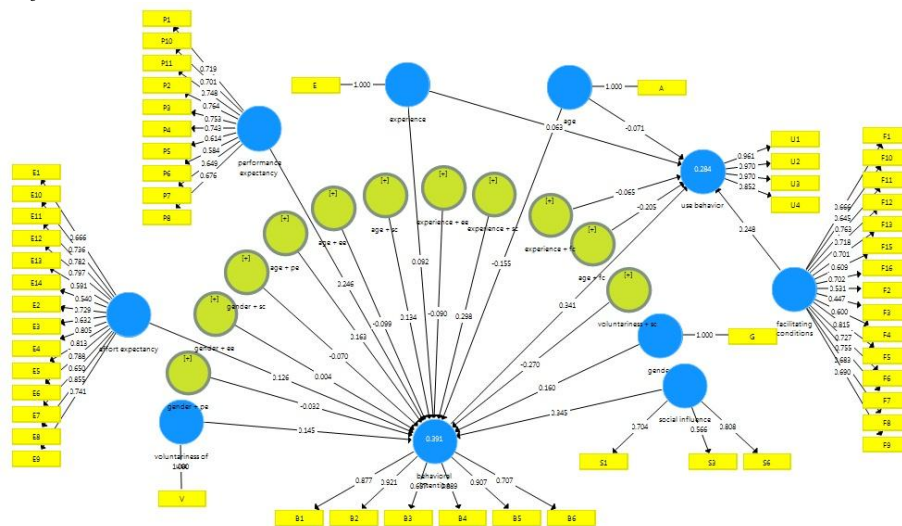 P1
P10
P11
P2
P3
P4
P5
P6
P7
P8
0.719
0.701
0.748
0.764
0.753
0.743
0.614
0.584
0.649
0.676
performance
expectancy
E
1.000
experience
age
1.000
A
0.063
-0.071
0.284
use behavior
0.961
0.970
0.970
0.852
U1
U2
U3
U4
F1
F10
F11
F12
F13
F15
F16
F2
F3
F4
F5
F6
F7
F8
F9
0.666
0.645
0.763
0.718
0.701
0.609
0.702
0.531
0.447
0.600
0.815
0.727
0.755
0.683
0.690
facilitating
conditions
0.248
E1
E10
E11
E12
E13
E14
E2
E3
E4
E5
E6
E7
E8
E9
0.666
0.736
0.782
0.797
0.591
0.540
0.729
0.632
0.805
0.813
0.788
0.650
0.855
0.741
effort expectancy
[+]
gender + pe
[+]
gender + ee
[+]
gender + sc
[+]
age + pe
[+]
age + ee
[+]
age + sc
[+]
experience + ee
[+]
experience + sc
[+]
experience + fc
[+]
age + fc
[+]
voluntariness + sc
-0.065
-0.205
0.246
0.092
-0.155
0.341
0.163
-0.099
0.134
-0.090
0.298
-0.070
-0.270
0.126
0.004
-0.032
0.160
0.145
0.345
1.000
G
voluntariness of
V
0.391
behavioral
social influence
0.704
0.566
0.808
S1
S3
S6
0.877
0.921
0.907
0.707
B1
B2
B3
B4
B5
B6